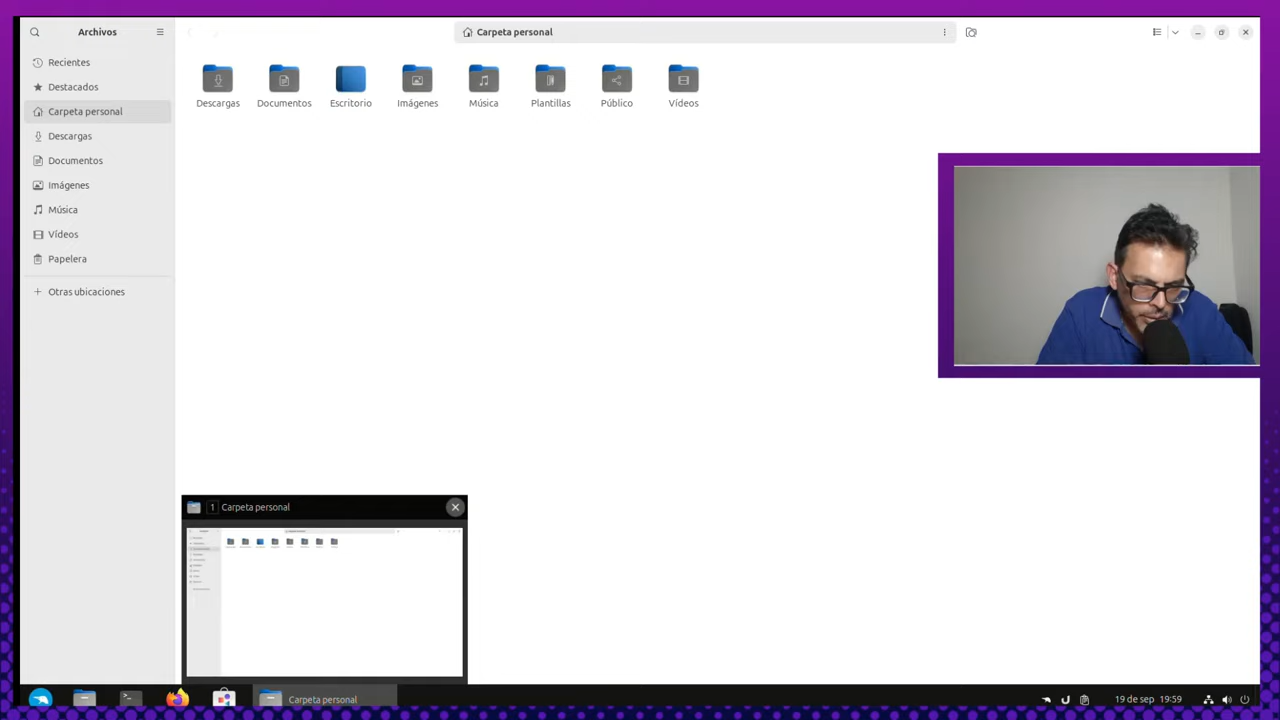 Archivos
Carpeta personal
Recientes
Destacados
Carpeta personal
Descargas
Documentos
Imágenes
Música
Vídeos
Papelera
Otras ubicaciones
Descargas
Documentos
Escritorio
Imágenes
Música
Plantillas
Público
Vídeos
1 Carpeta personal
Carpeta personal
19 de sep 19:59